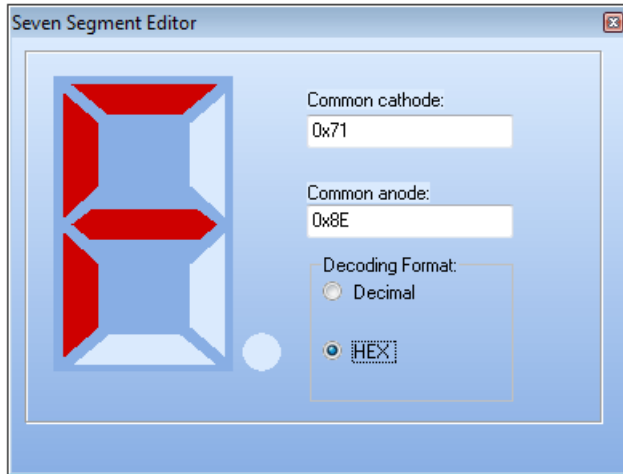 Seven Segment Editor
Common cathode:
0x71
Common anode:
0x8E
Decoding Format:
Decimal
HEX